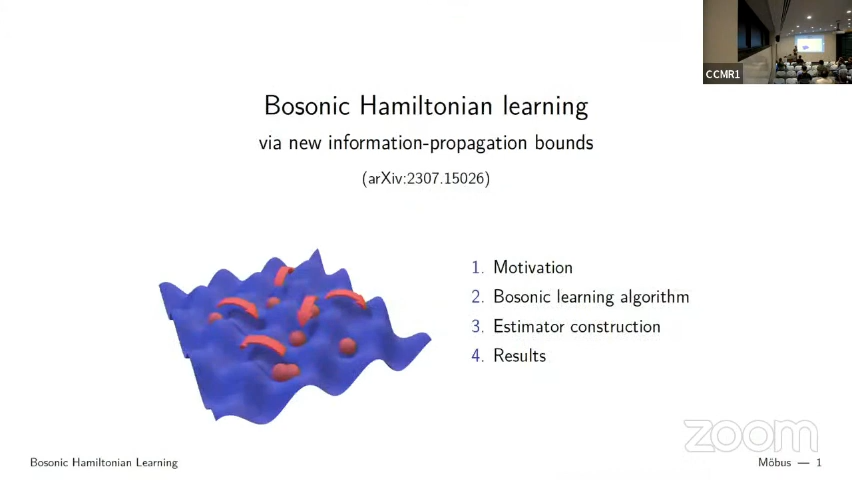 CCMR1
Bosonic Hamiltonian learning
via new information-propagation bounds
(arXiv:2307.15026)
1. Motivation
2. Bosonic learning algorithm
3. Estimator construction
4. Results
zoom
Bosonic Hamiltonian Learning
Möbus — 1